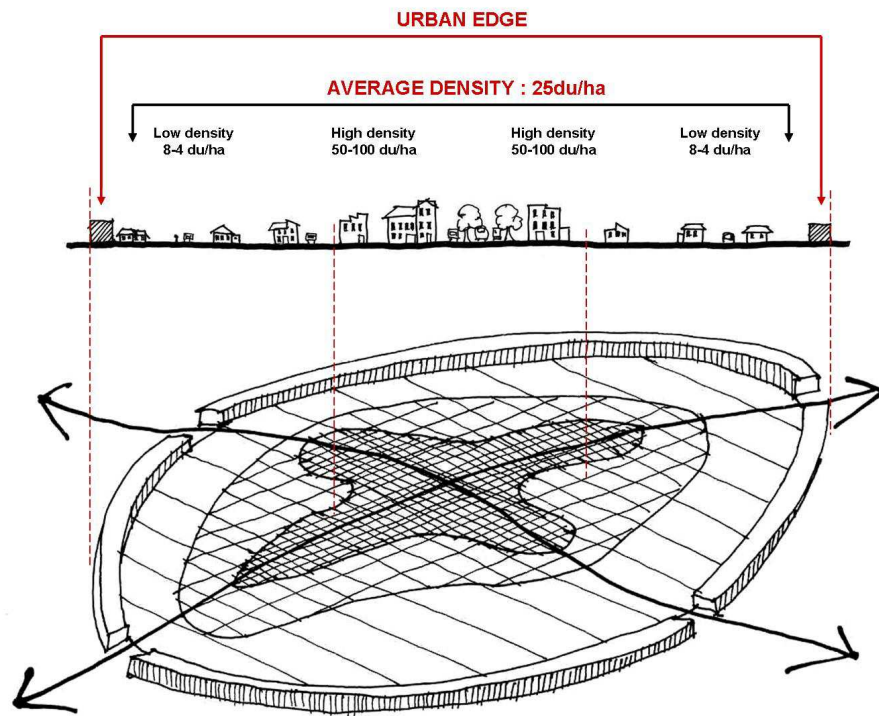 URBAN EDGE
AVERAGE DENSITY : 25du/ha
Low density
8-4 du/ha
High density
50-100 du/ha
High density
50-100 du/ha
Low density
8-4 du/ha